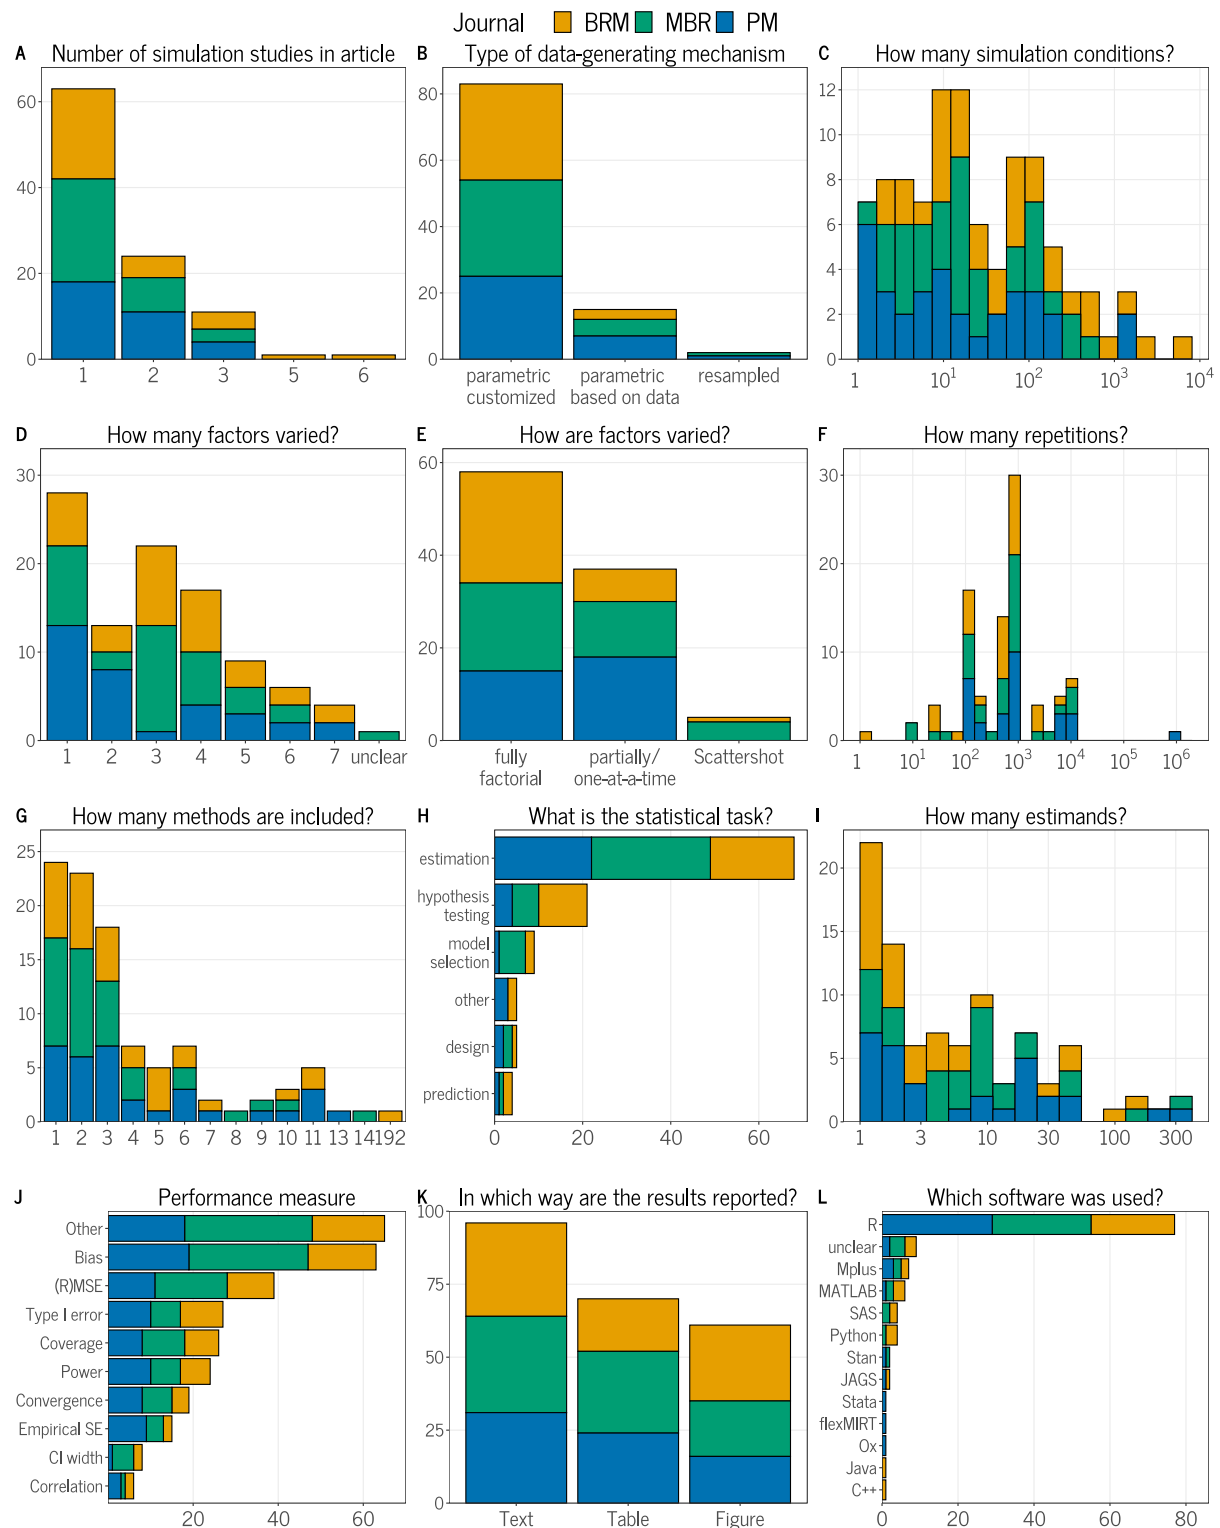 Journal BRM MBR PM
A Number of simulation studies in article
60
40
20
0
1 2 3 5 6
B Type of data-generating mechanism
80
60
40
20
0
parametric customized parametric based on data resampled
C How many simulation conditions?
12
10
8
6
4
2
0
1 10¹ 10² 10³ 10⁴
D How many factors varied?
30
20
10
0
1 2 3 4 5 6 7 unclear
E How are factors varied?
60
40
20
0
fully factorial partially/ one-at-a-time Scattershot
F How many repetitions?
30
20
10
0
1 10¹ 10² 10³ 10⁴ 10⁵ 10⁶
G How many methods are included?
25
20
15
10
5
0
1 2 3 4 5 6 7 8 9 10 11 13 14 192
H What is the statistical task?
estimation
hypothesis
testing
model
selection
other
design
prediction
0 20 40 60
I How many estimands?
20
15
10
5
0
1 3 10 30 100 300
J Performance measure
Other
Bias
(R)MSE
Type I error
Coverage
Power
Convergence
Empirical SE
CI width
Correlation
20 40 60
K In which way are the results reported?
100
75
50
25
0
Text Table Figure
L Which software was used?
R
unclear
Mplus
MATLAB
SAS
Python
Stan
JAGS
Stata
flexMIRT
Ox
Java
C++
0 20 40 60 80